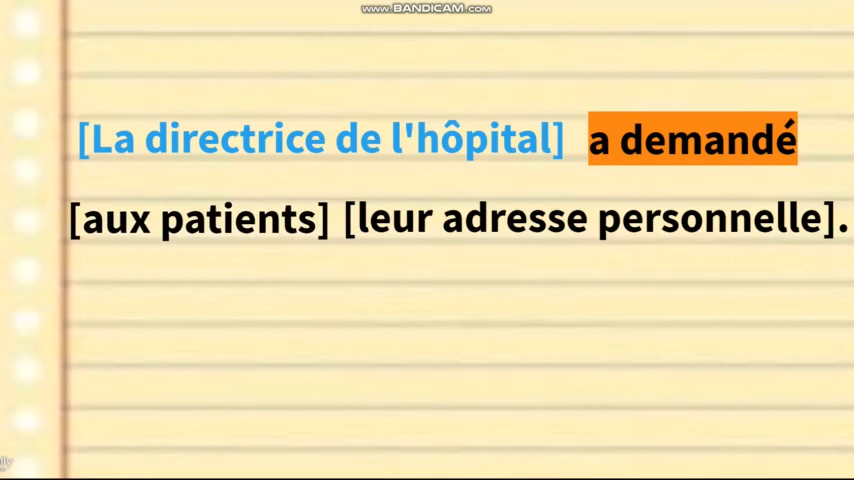 www.BANDICAM.com
[La directrice de l'hôpital] a demandé
[aux patients] [leur adresse personnelle].